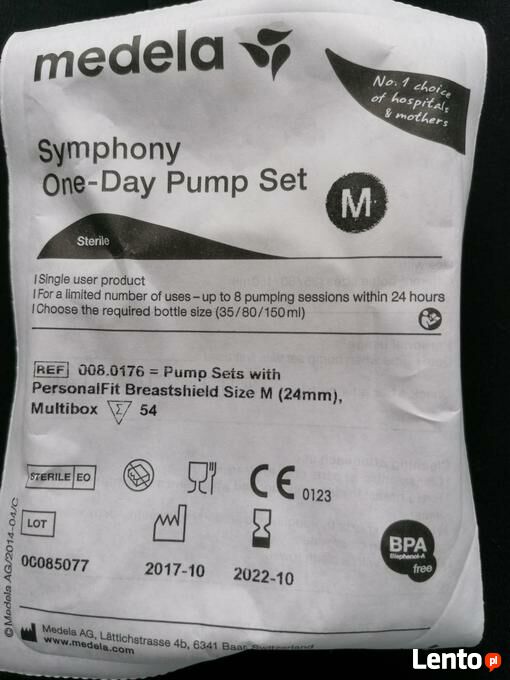 medela
No. 1 choice
of hospitals
& mothers
Symphony
One-Day Pump Set
M
Sterile
Single user product
For a limited number of uses – up to 8 pumping sessions within 24 hours
Choose the required bottle size (35/80/150 ml)
REF 008.0176 = Pump Sets with
PersonalFit Breastshield Size M (24mm),
Multibox Σ 54
STERILE EO
CE 0123
LOT
00085077
2017-10
2022-10
BPA
Bisphenol-A
free
© Medela AG/2014-04/C
Medela AG, Lättichstrasse 4b, 6341 Baar, Switzerland
www.medela.com
Lento pl